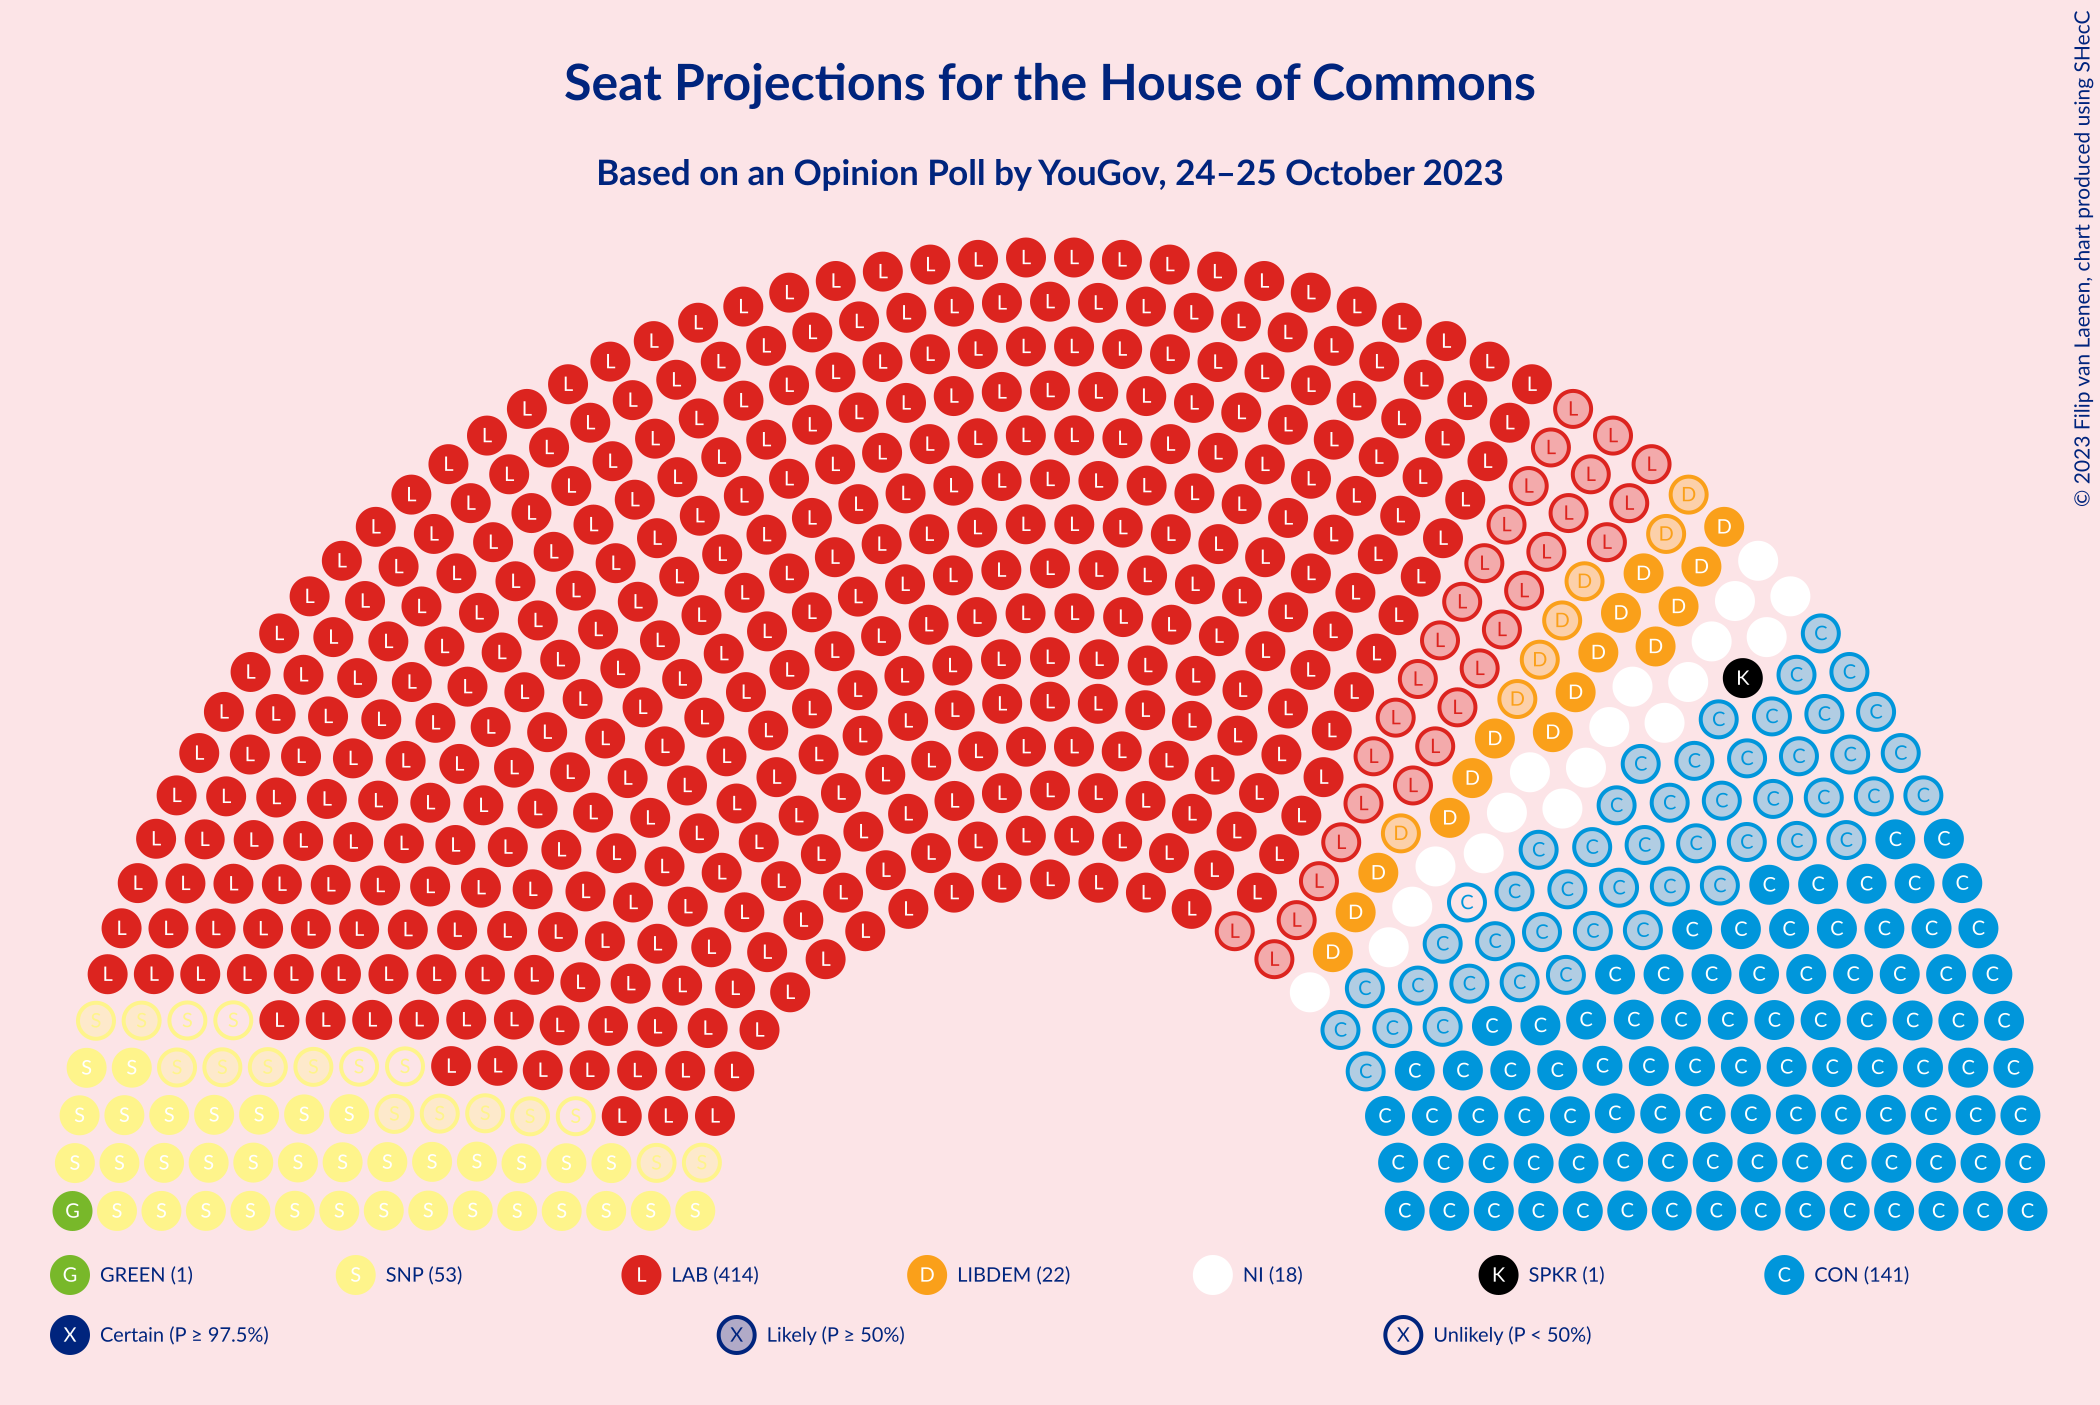 Seat Projections for the House of Commons
Based on an Opinion Poll by YouGov, 24–25 October 2023
© 2023 Filip van Laenen, chart produced using SHecC
G GREEN (1)
S SNP (53)
L LAB (414)
D LIBDEM (22)
NI (18)
K SPKR (1)
C CON (141)
X Certain (P ≥ 97.5%)
X Likely (P ≥ 50%)
X Unlikely (P < 50%)